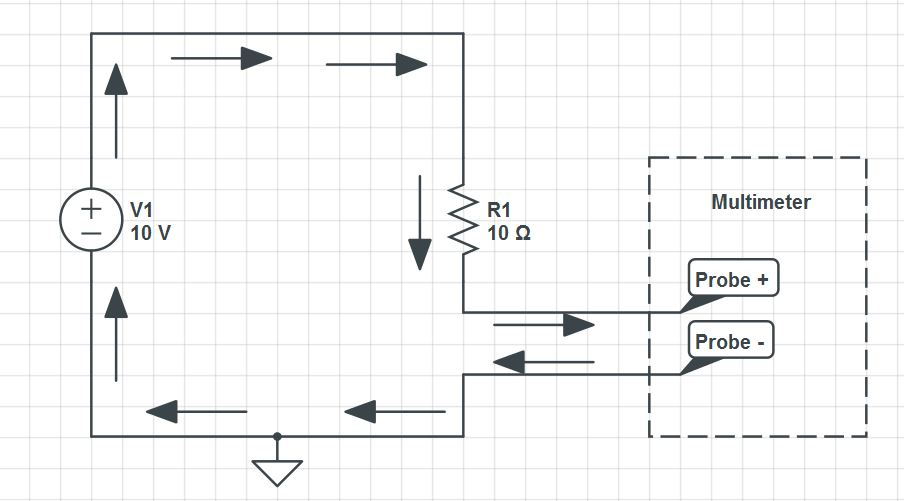 V1
10 V
R1
10 Ω
Multimeter
Probe +
Probe -